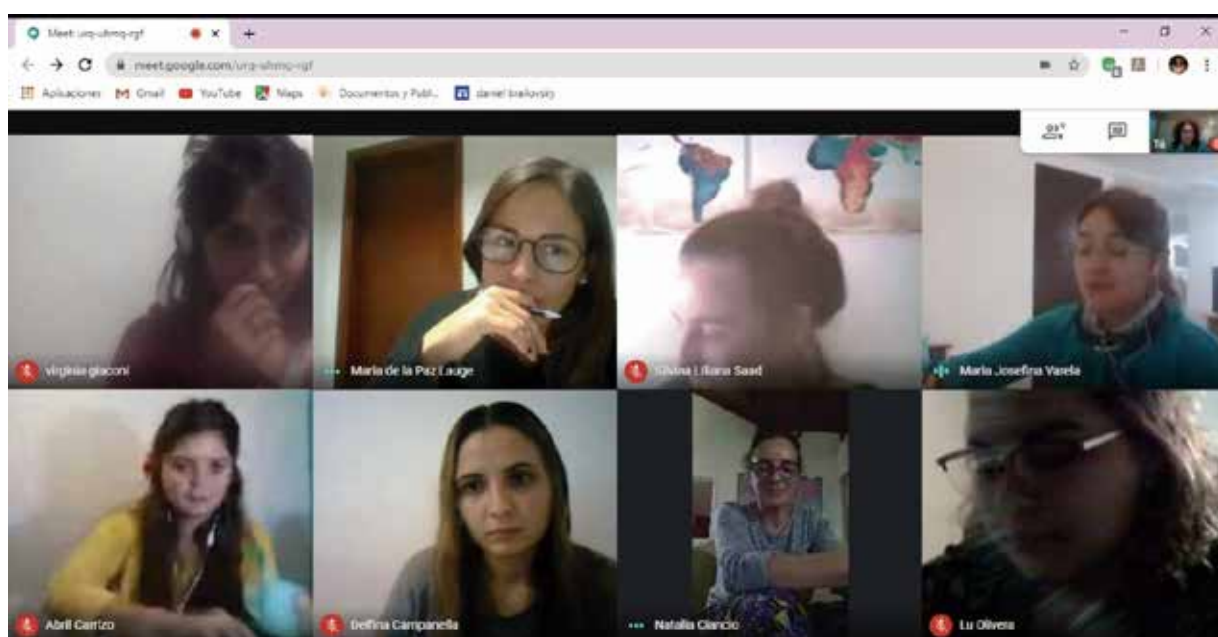 Meet: urq-uhmq-rgf
meet.google.com/urq-uhmq-rgf
Aplicaciones Gmail YouTube Maps Documentos y Publ... daniel brailovsky
Tú
virginia giaconi
Maria de la Paz Lauge
Silvina Liliana Saad
Maria Josefina Varela
Abril Carrizo
Delfina Campanella
Natalia Ciancio
Lu Olivera